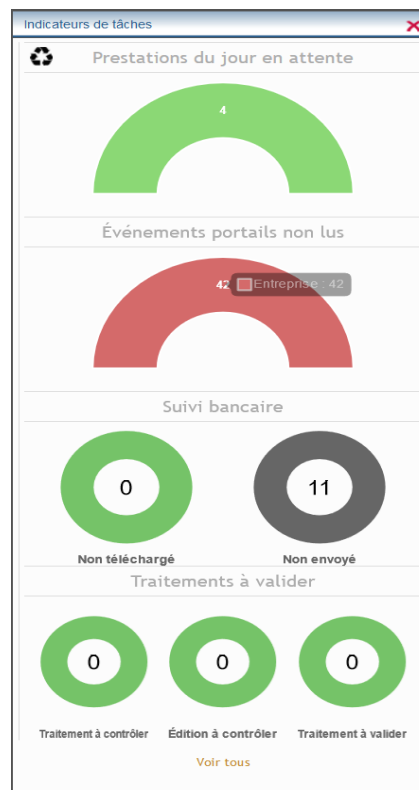 Indicateurs de tâches
Prestations du jour en attente
4
Événements portails non lus
42 Entreprise : 42
Suivi bancaire
0 11
Non téléchargé Non envoyé
Traitements à valider
0 0 0
Traitement à contrôler Édition à contrôler Traitement à valider
Voir tous